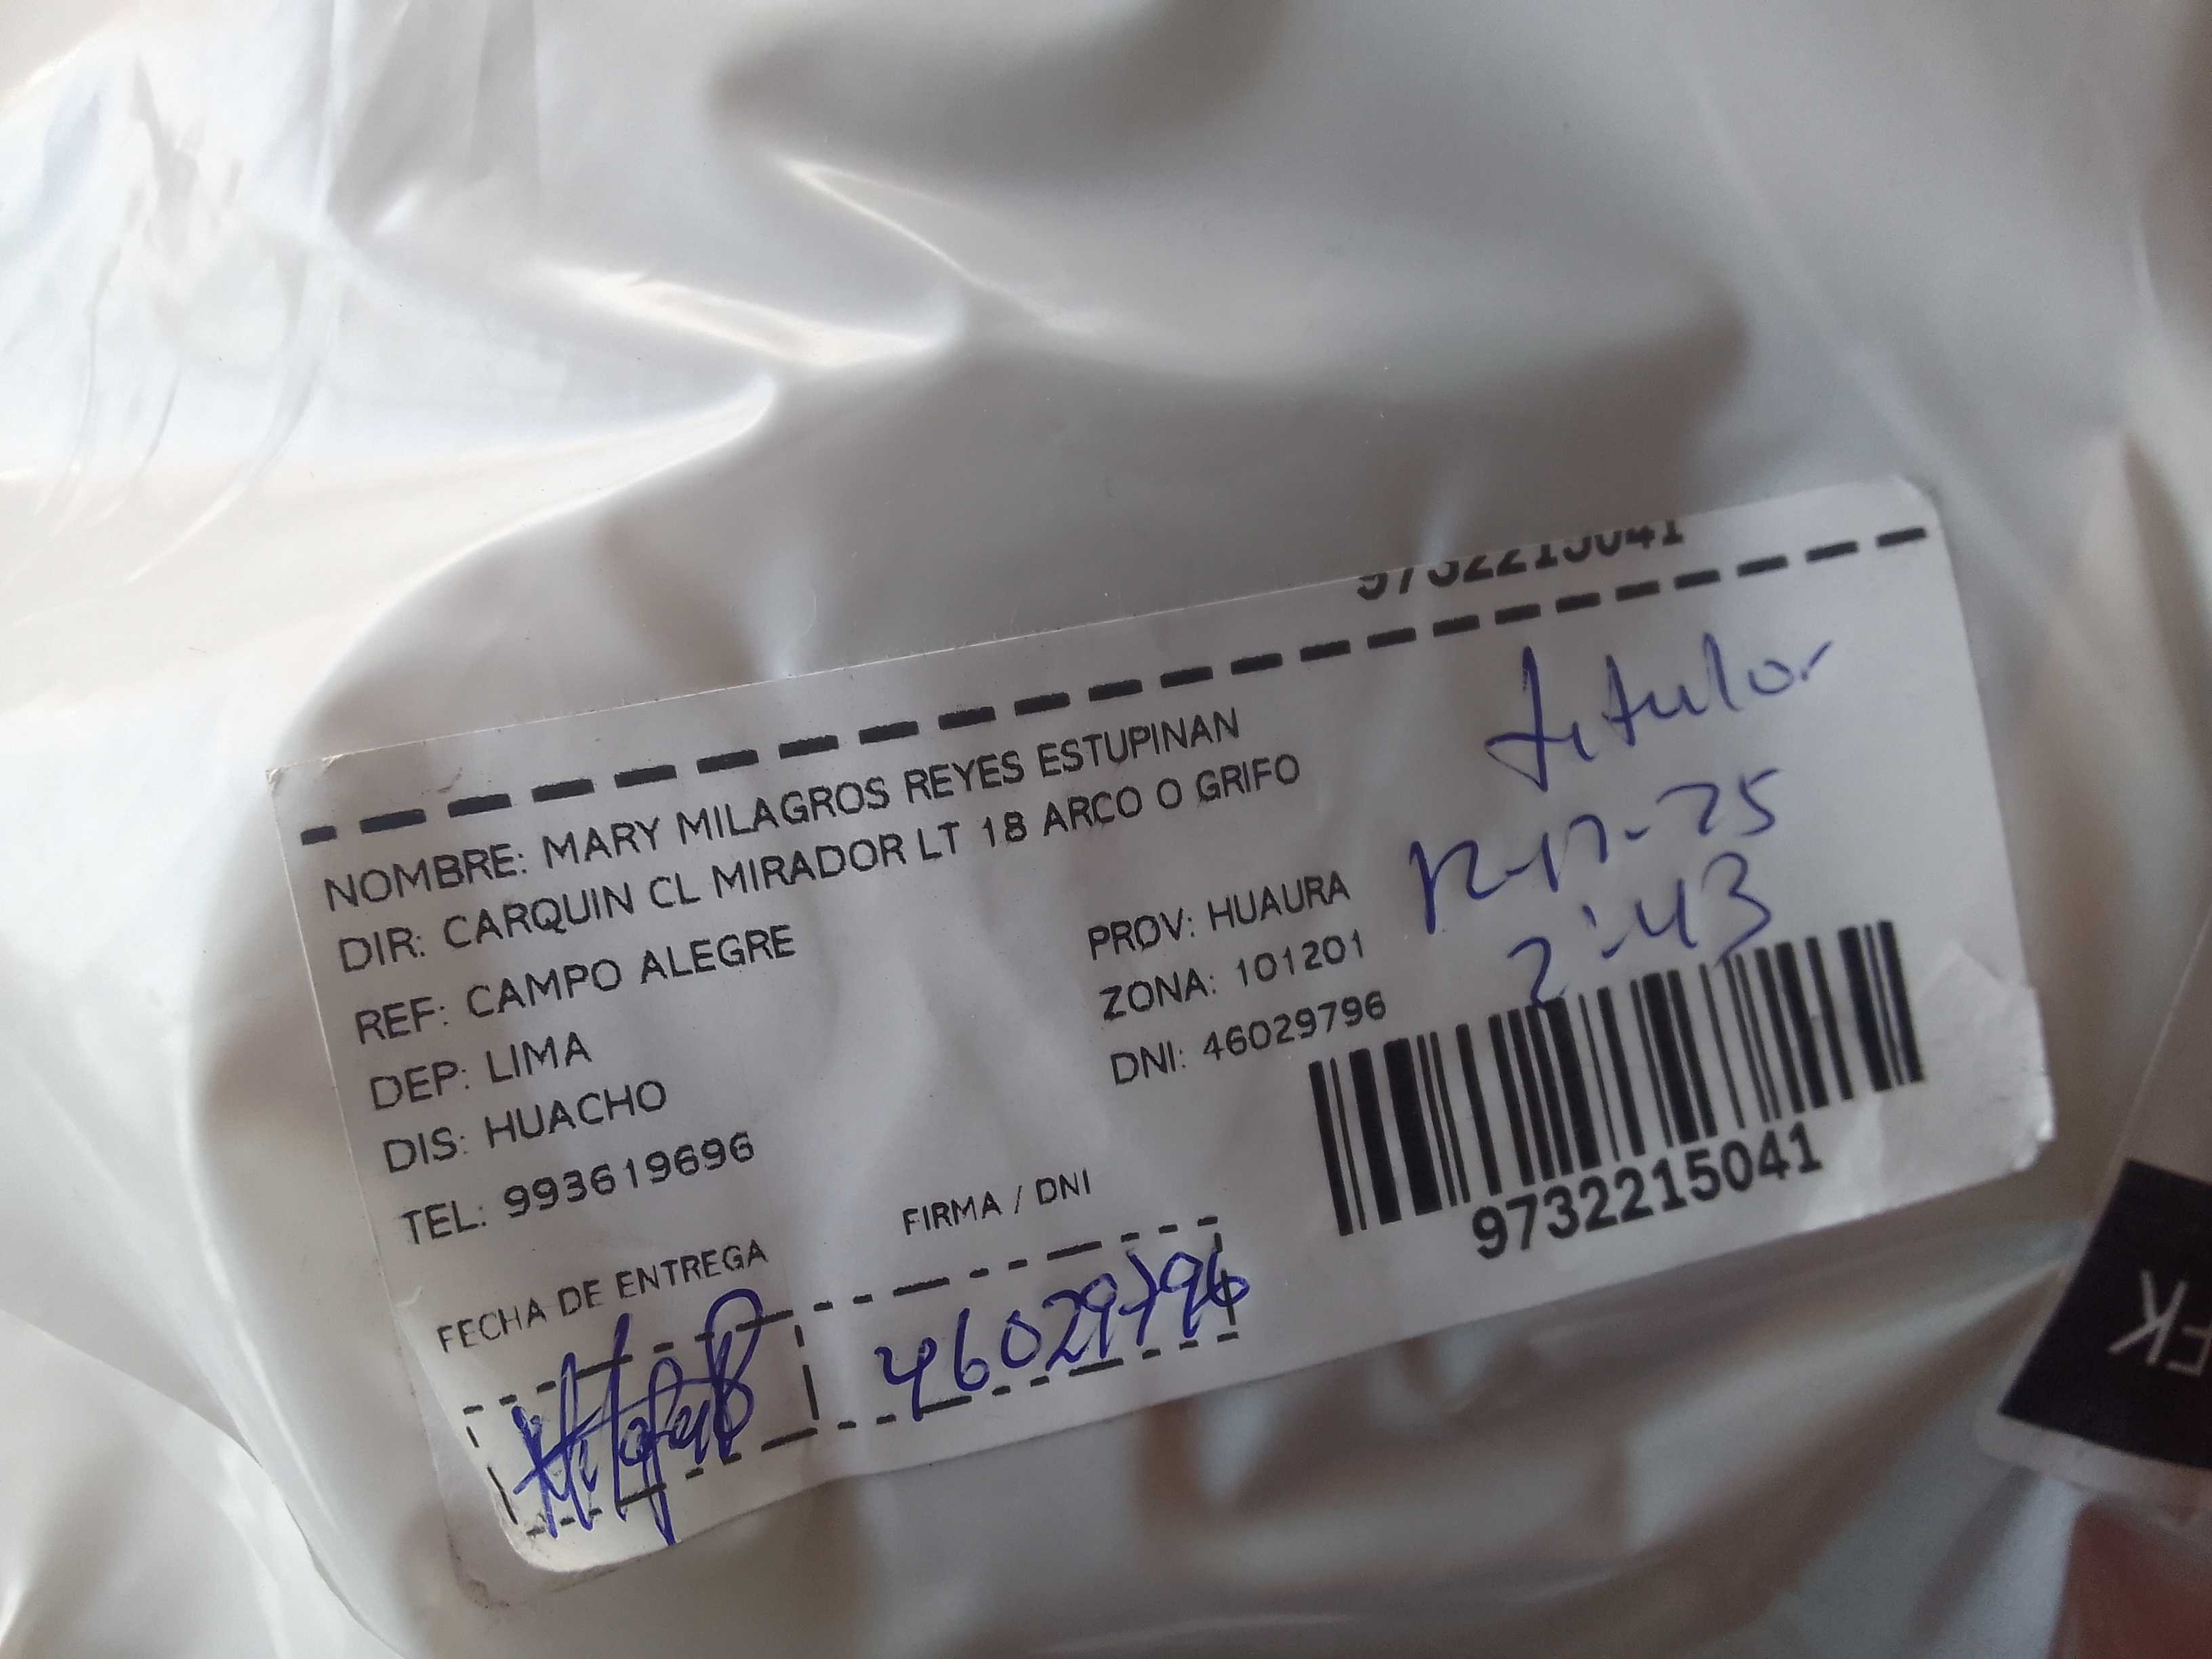 9732215041
titular
NOMBRE: MARY MILAGROS REYES ESTUPINAN
DIR: CARQUIN CL MIRADOR LT 18 ARCO O GRIFO
12-17-25
REF: CAMPO ALEGRE
PROV: HUAURA
2:43
DEP: LIMA
ZONA: 101201
DIS: HUACHO
DNI: 46029796
TEL: 993619696
9732215041
FECHA DE ENTREGA
FIRMA / DNI
46029796